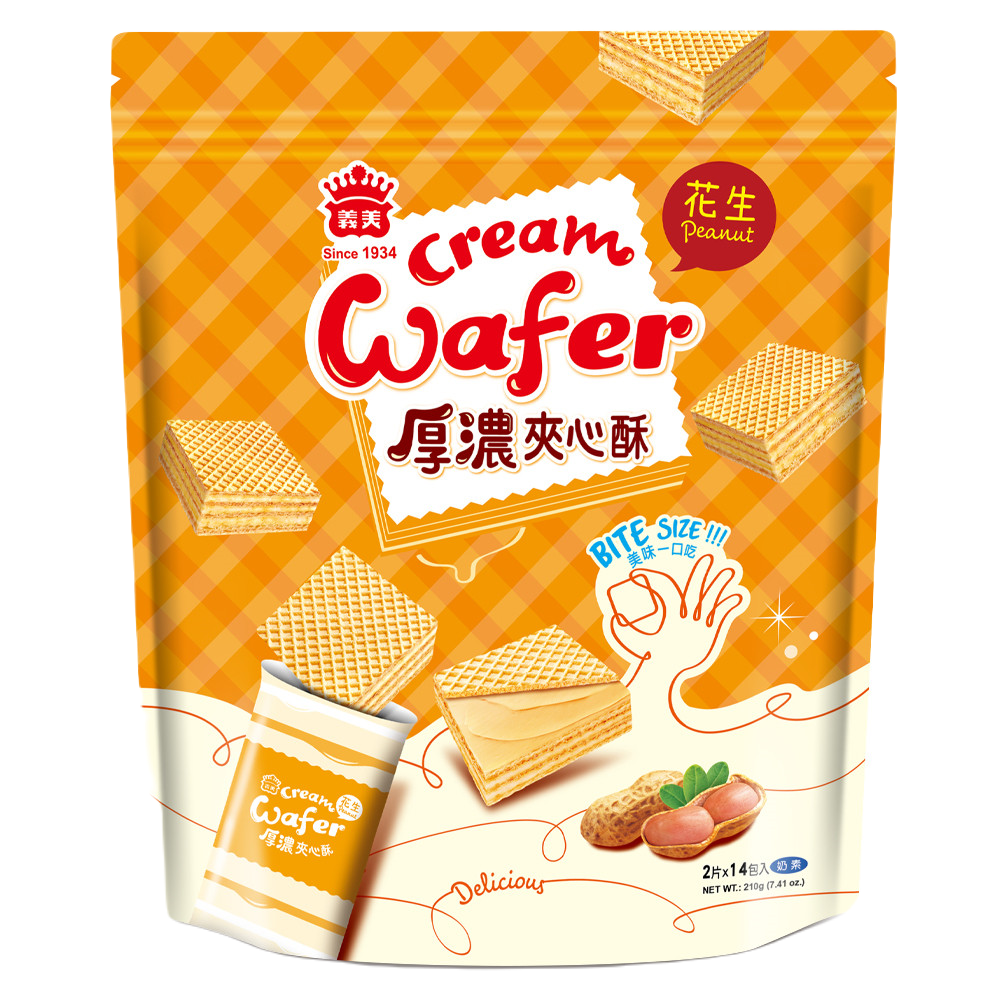 義美
Since 1934
Cream
Wafer
厚濃夾心酥
花生
Peanut
BITE SIZE!!!
美味一口吃
Cream
花生
Peanut
Wafer
厚濃夾心酥
Delicious
2片x14包入 奶素
NET WT.: 210g (7.41 oz.)